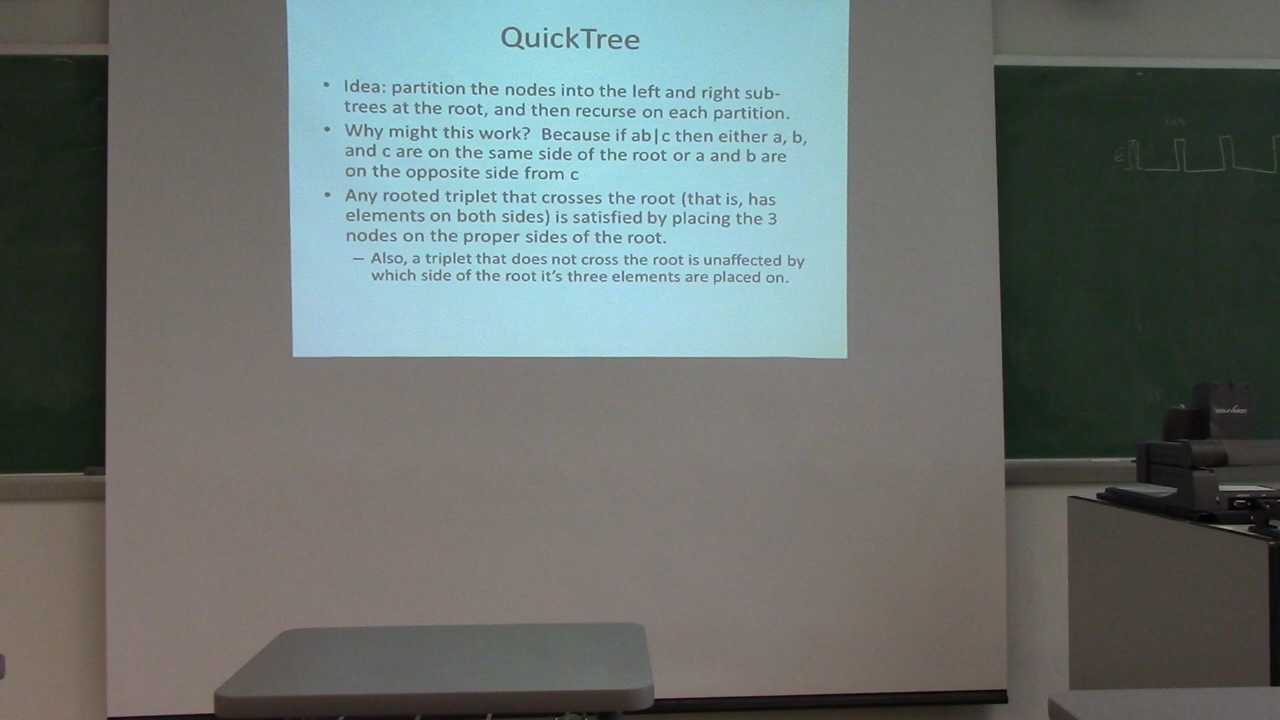 QuickTree
• Idea: partition the nodes into the left and right sub-
trees at the root, and then recurse on each partition.
• Why might this work? Because if ab|c then either a, b,
and c are on the same side of the root or a and b are
on the opposite side from c
• Any rooted triplet that crosses the root (that is, has
elements on both sides) is satisfied by placing the 3
nodes on the proper sides of the root.
– Also, a triplet that does not cross the root is unaffected by
which side of the root it's three elements are placed on.
WolfVision